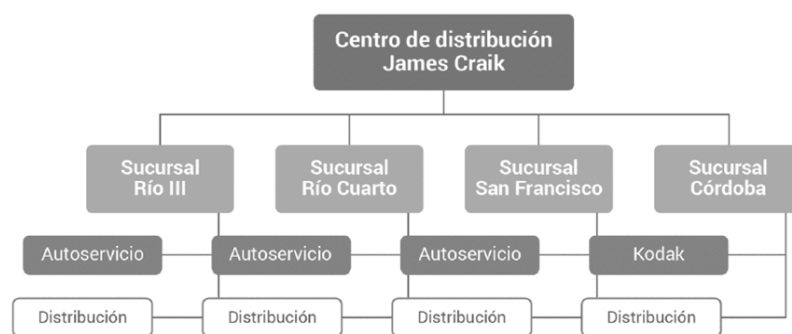 Centro de distribución
James Craik
Sucursal
Río III
Sucursal
Río Cuarto
Sucursal
San Francisco
Sucursal
Córdoba
Autoservicio
Autoservicio
Autoservicio
Kodak
Distribución
Distribución
Distribución
Distribución